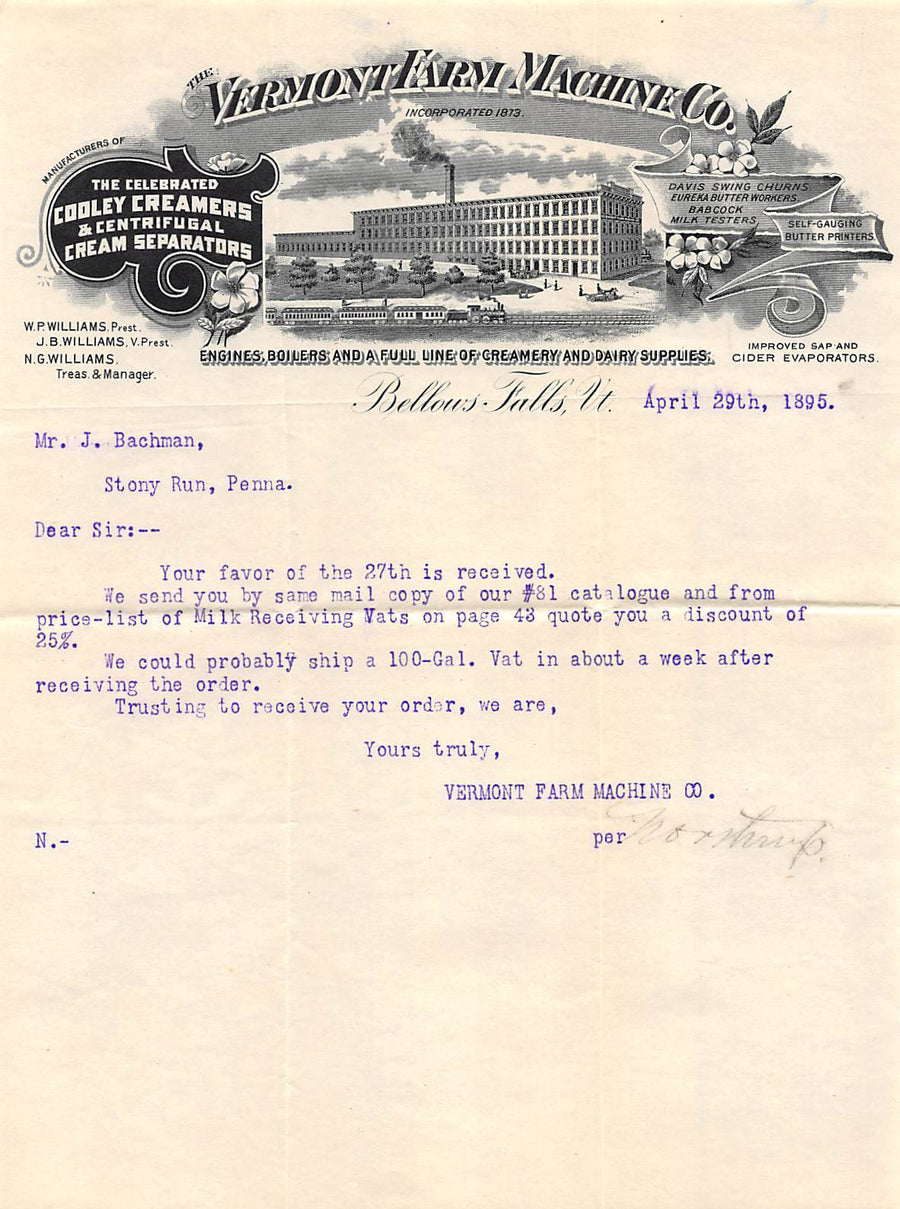 THE VERMONT FARM MACHINE CO.
INCORPORATED 1873.
MANUFACTURERS OF
THE CELEBRATED
COOLEY CREAMERS
& CENTRIFUGAL
CREAM SEPARATORS
DAVIS SWING CHURNS.
EUREKA BUTTER WORKERS.
BABCOCK
MILK TESTERS
SELF-GAUGING
BUTTER PRINTERS.
W.P. WILLIAMS, Prest.
J.B. WILLIAMS, V. Prest.
N.G. WILLIAMS.
Treas. & Manager.
ENGINES, BOILERS AND A FULL LINE OF CREAMERY AND DAIRY SUPPLIES.
IMPROVED SAP AND
CIDER EVAPORATORS.
Bellows Falls, Vt. April 29th, 1895.
Mr. J. Bachman,
Stony Run, Penna.
Dear Sir:--
Your favor of the 27th is received.
We send you by same mail copy of our #81 catalogue and from
price-list of Milk Receiving Vats on page 43 quote you a discount of
25%.
We could probably ship a 100-Gal. Vat in about a week after
receiving the order.
Trusting to receive your order, we are,
Yours truly,
VERMONT FARM MACHINE CO.
N.- per Northrup.